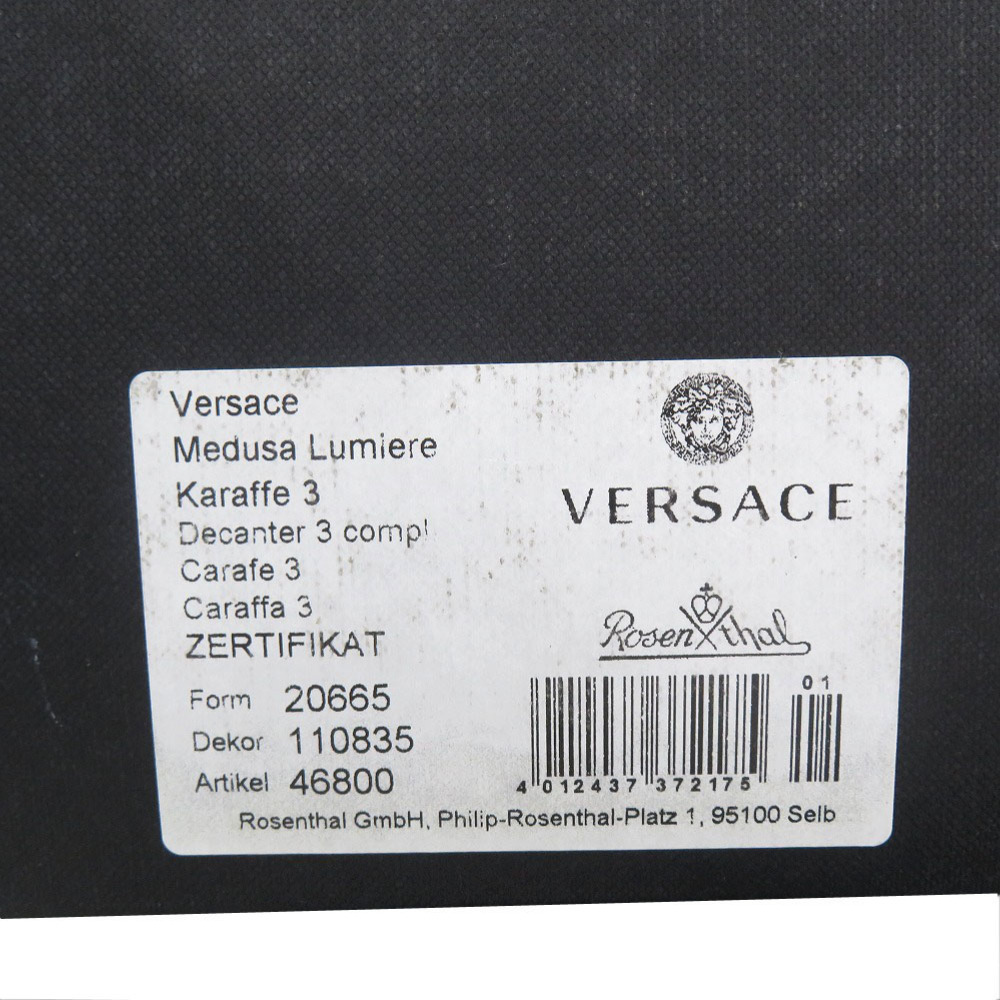 Versace
Medusa Lumiere
Karaffe 3
Decanter 3 compl
Carafe 3
Caraffa 3
ZERTIFIKAT
Form 20665
Dekor 110835
Artikel 46800
VERSACE
Rosenthal
01
4 012437 372175
Rosenthal GmbH, Philip-Rosenthal-Platz 1, 95100 Selb